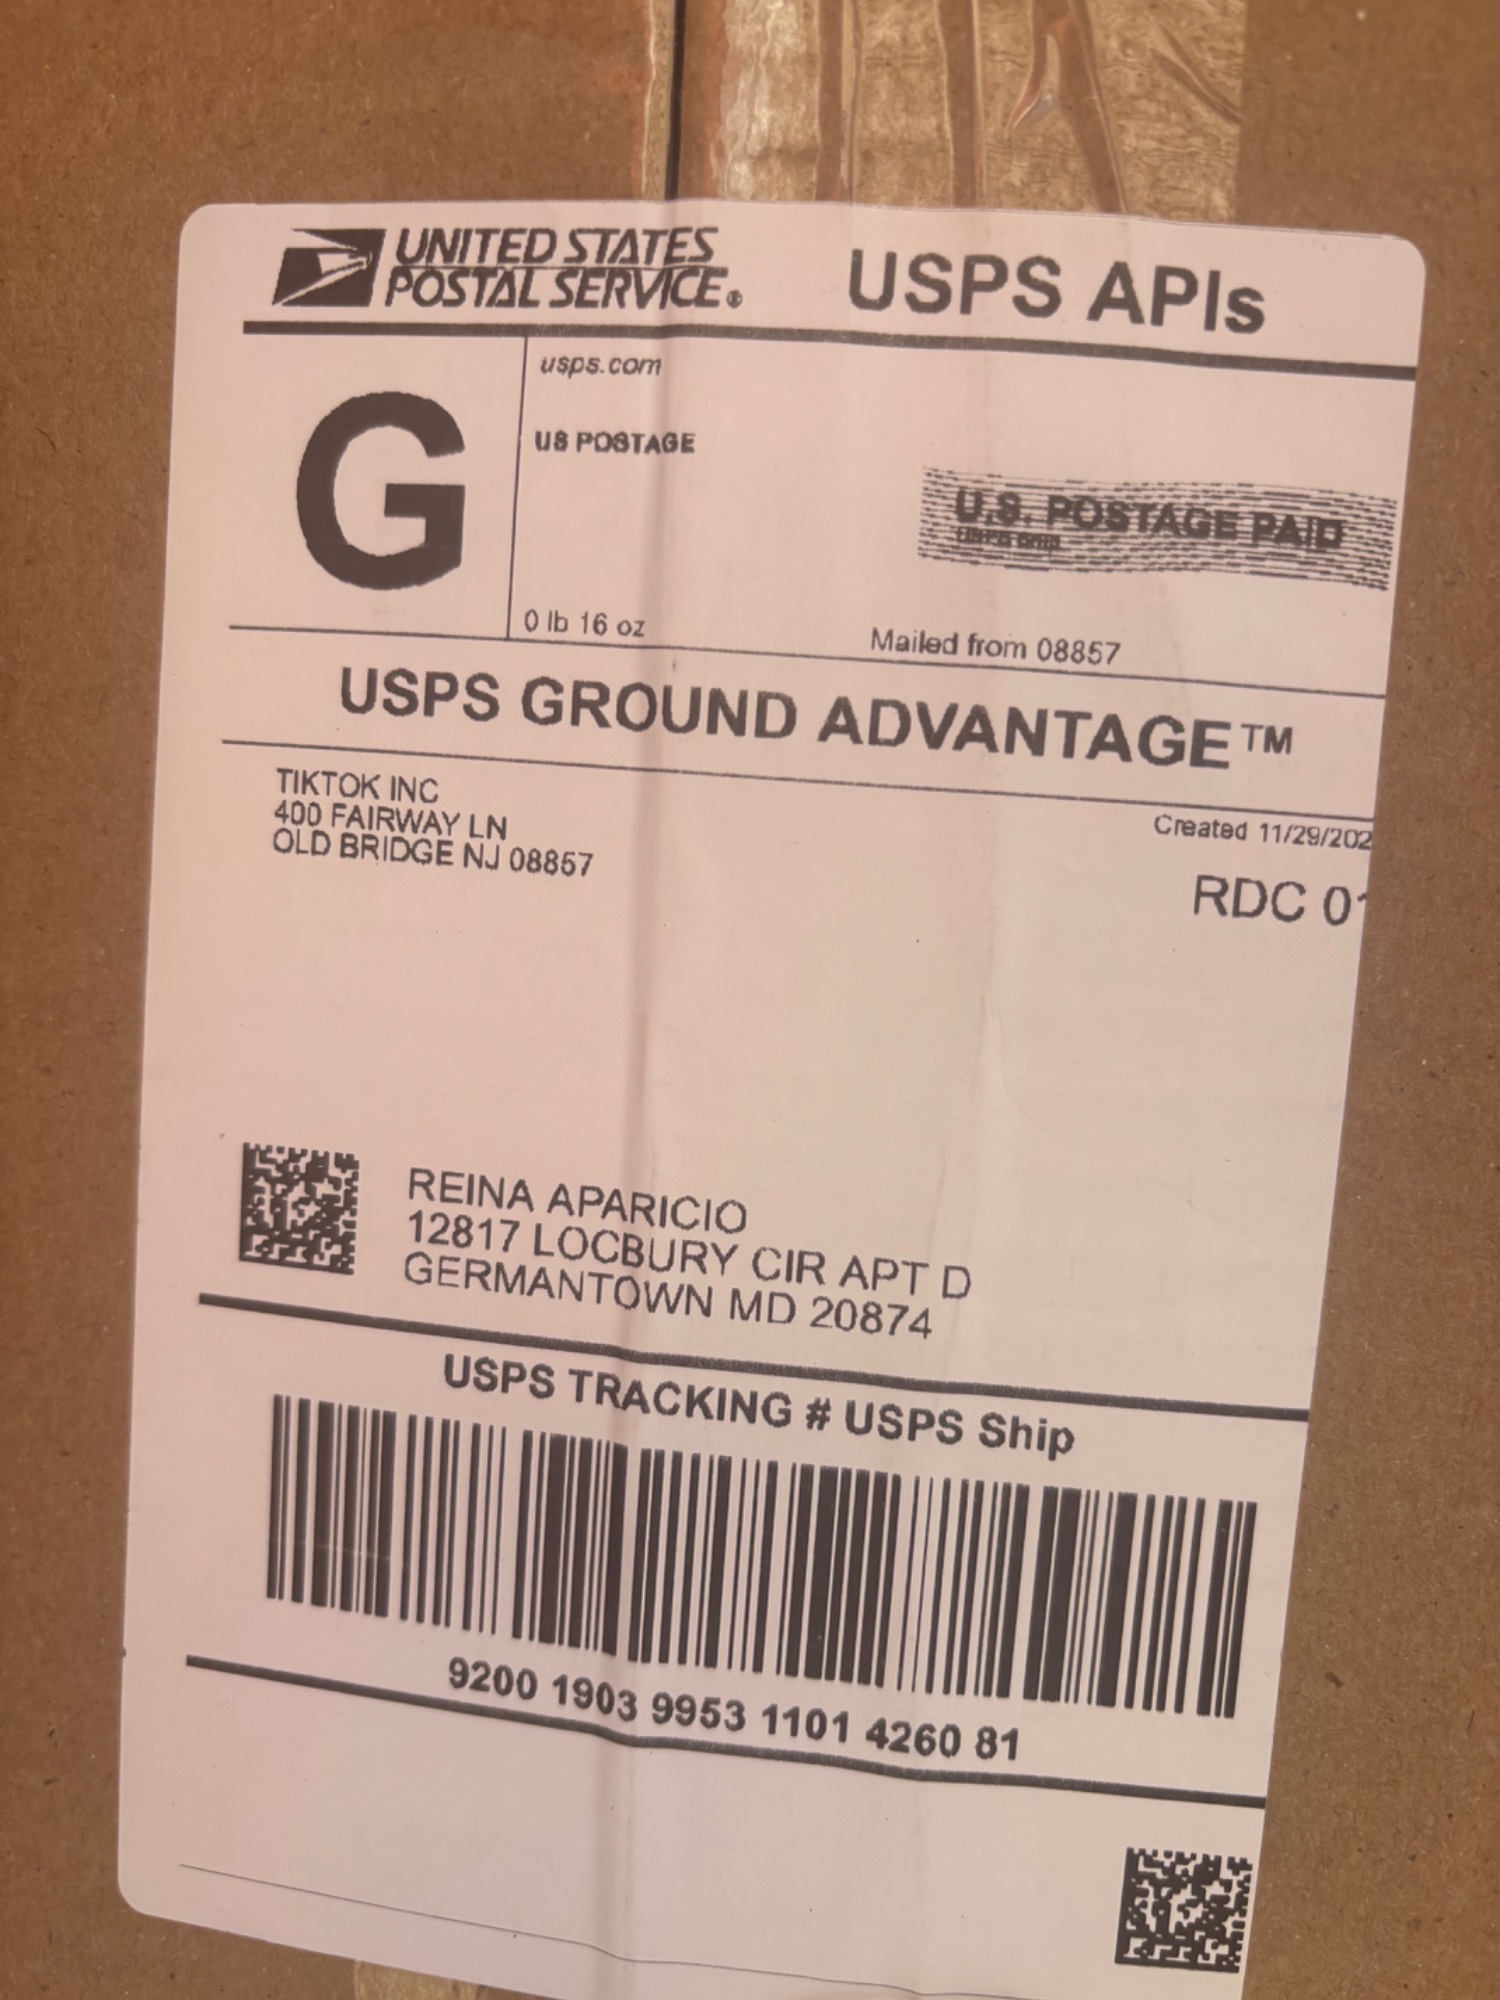 UNITED STATES
POSTAL SERVICE®
USPS APIs
G
usps.com
US POSTAGE
U.S. POSTAGE PAID
0 lb 16 oz
Mailed from 08857
USPS GROUND ADVANTAGE™
TIKTOK INC
400 FAIRWAY LN
OLD BRIDGE NJ 08857
Created 11/29/202
RDC 01
REINA APARICIO
12817 LOCBURY CIR APT D
GERMANTOWN MD 20874
USPS TRACKING # USPS Ship
9200 1903 9953 1101 4260 81